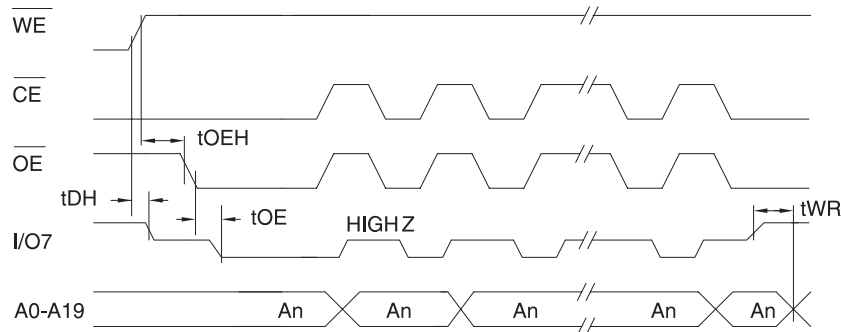 WE
CE
tOEH
OE
tDH
tOE
tWR
I/O7
HIGH Z
A0-A19 An An An An An